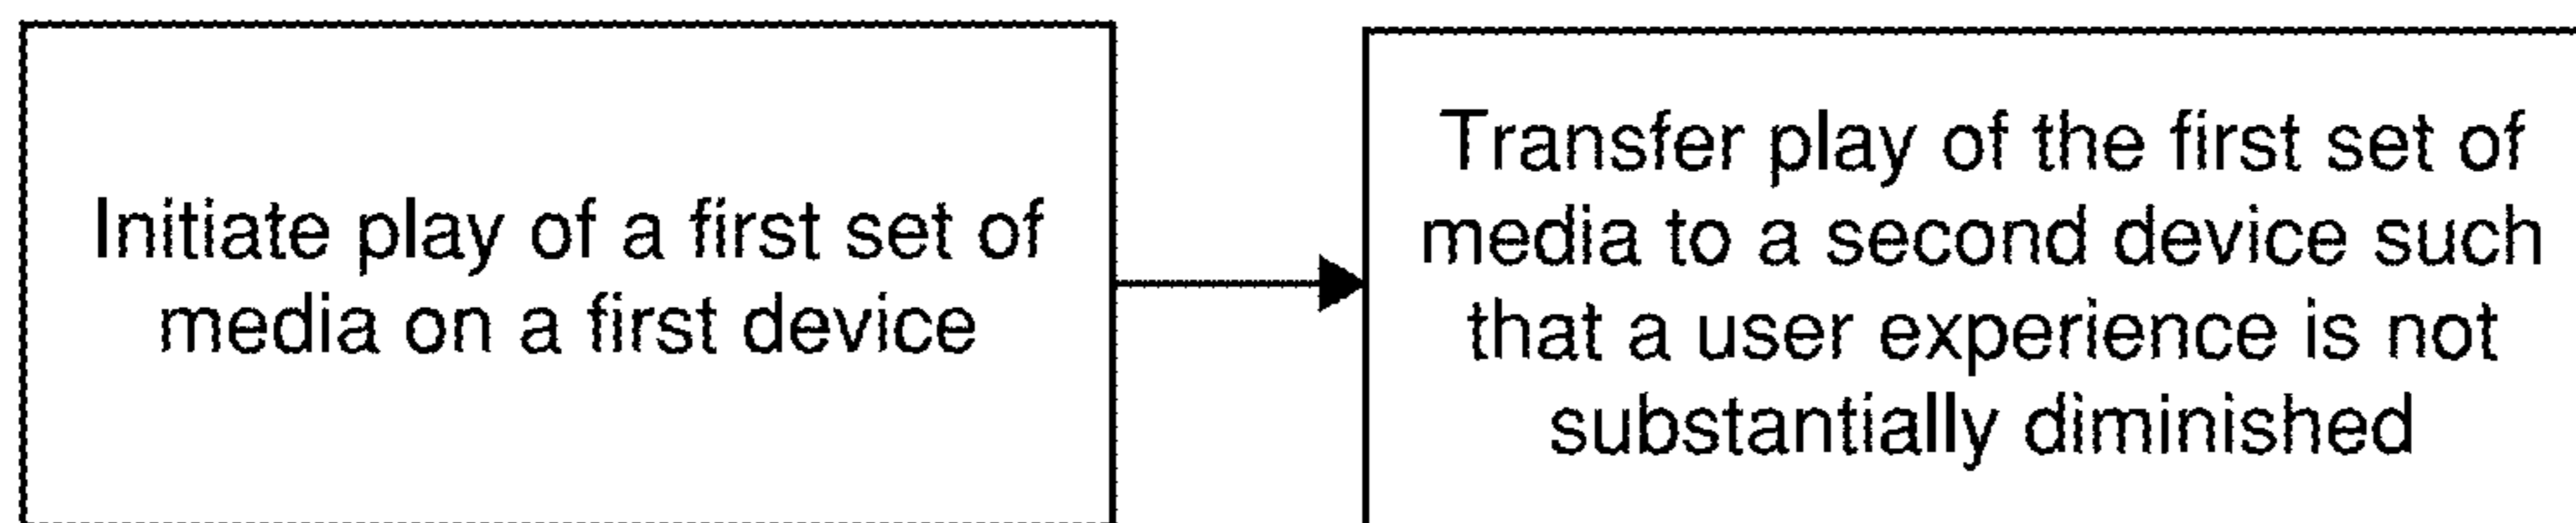 Initiate play of a first set of
media on a first device
Transfer play of the first set of
media to a second device such
that a user experience is not
substantially diminished